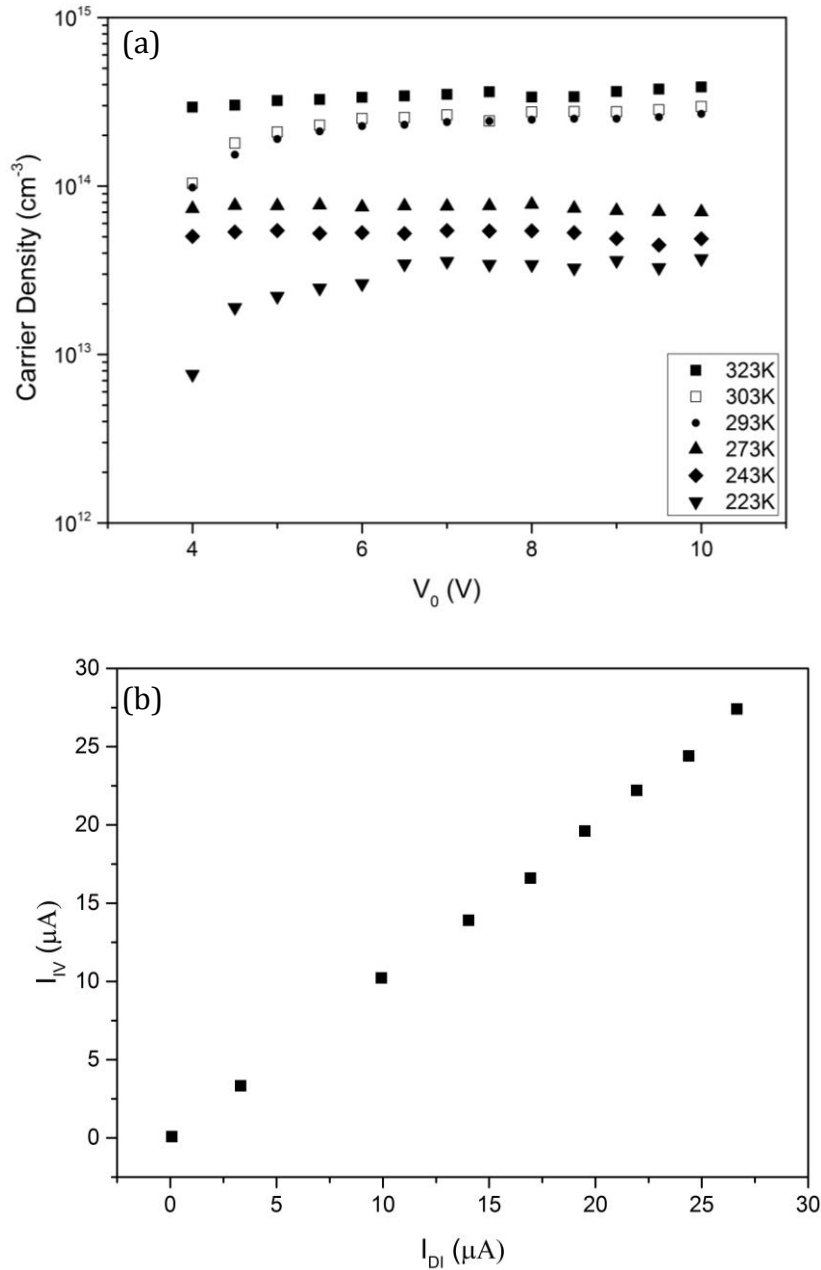 (a)
10^15
10^14
10^13
10^12
Carrier Density (cm^-3)
323K
303K
293K
273K
243K
223K
4 6 8 10
V_0 (V)
(b)
30
25
20
15
10
5
0
I_IV (μA)
0 5 10 15 20 25 30
I_DI (μA)